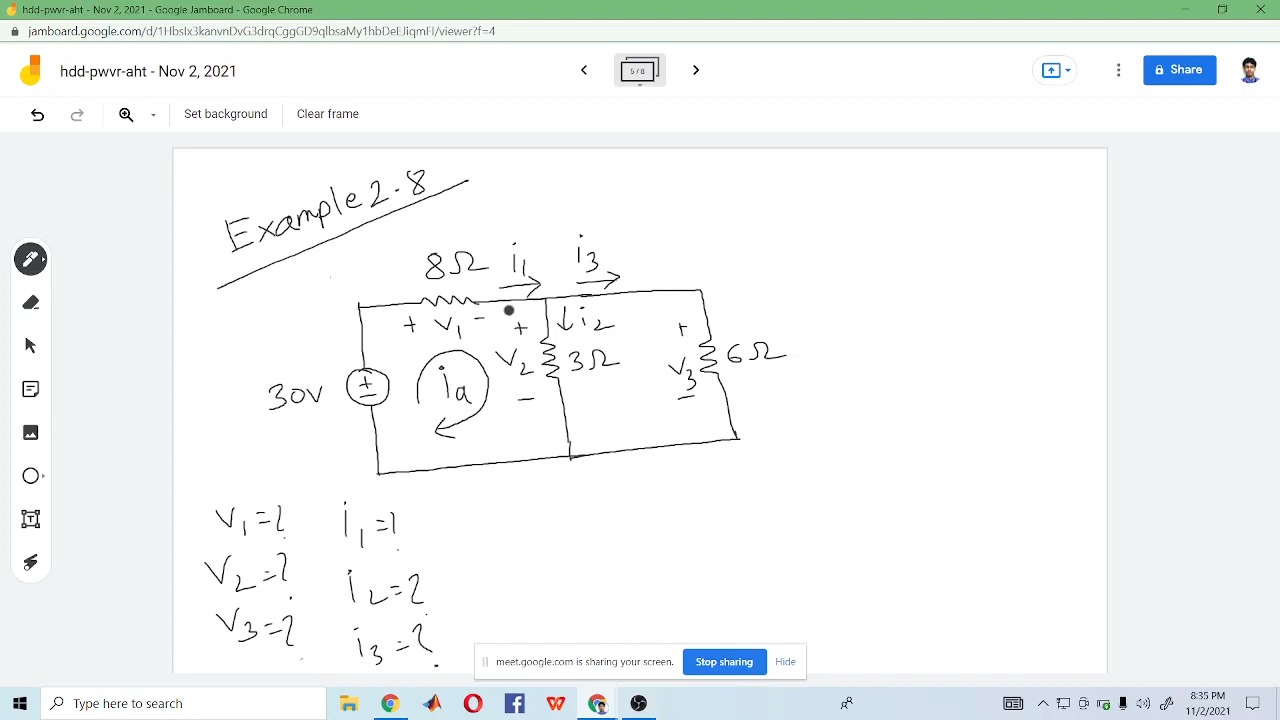 hdd-pwvr-aht - Nov 2, 2021 - Google Jamboard - Google Chrome
jamboard.google.com/d/1HbsIx3kanvnDvG3drqCggGD9qlbsaMy1hbDeEJiqmFI/viewer?f=4
hdd-pwvr-aht - Nov 2, 2021
5/8
Share
Set background
Clear frame
Example 2.8
8Ω i1 i3
+ v1 -
+ V2 -
i2
3Ω
+ V3 -
6Ω
30V
+ -
ia
V1=? i1=?
V2=? i2=?
V3=? i3=?
meet.google.com is sharing your screen.
Stop sharing
Hide
Type here to search
8:35 PM
11/2/2021